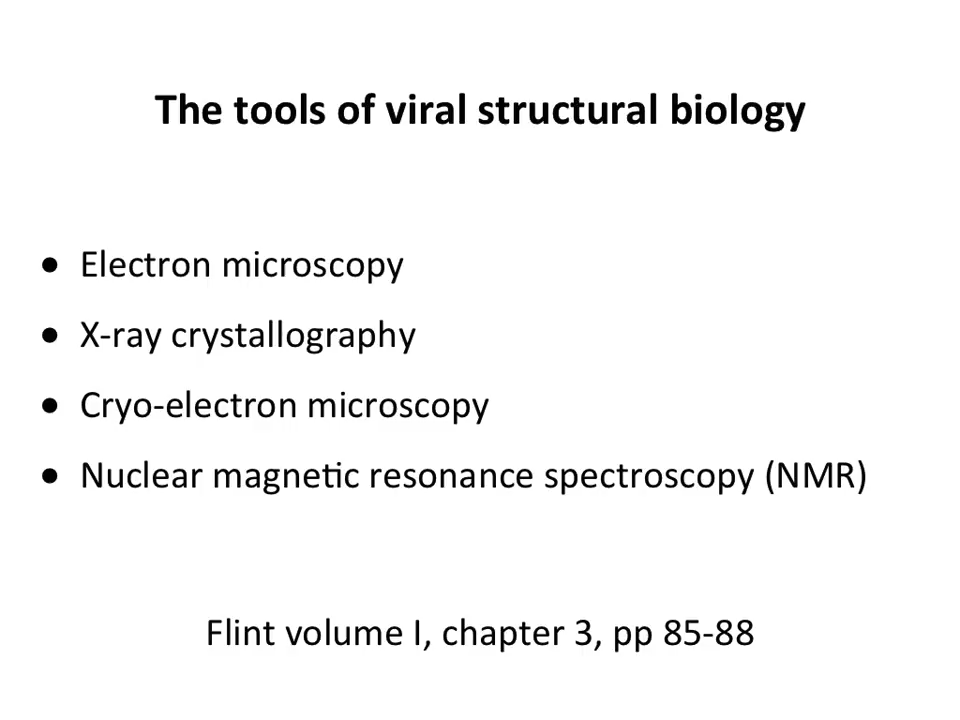 The tools of viral structural biology
• Electron microscopy
• X-ray crystallography
• Cryo-electron microscopy
• Nuclear magnetic resonance spectroscopy (NMR)
Flint volume I, chapter 3, pp 85-88